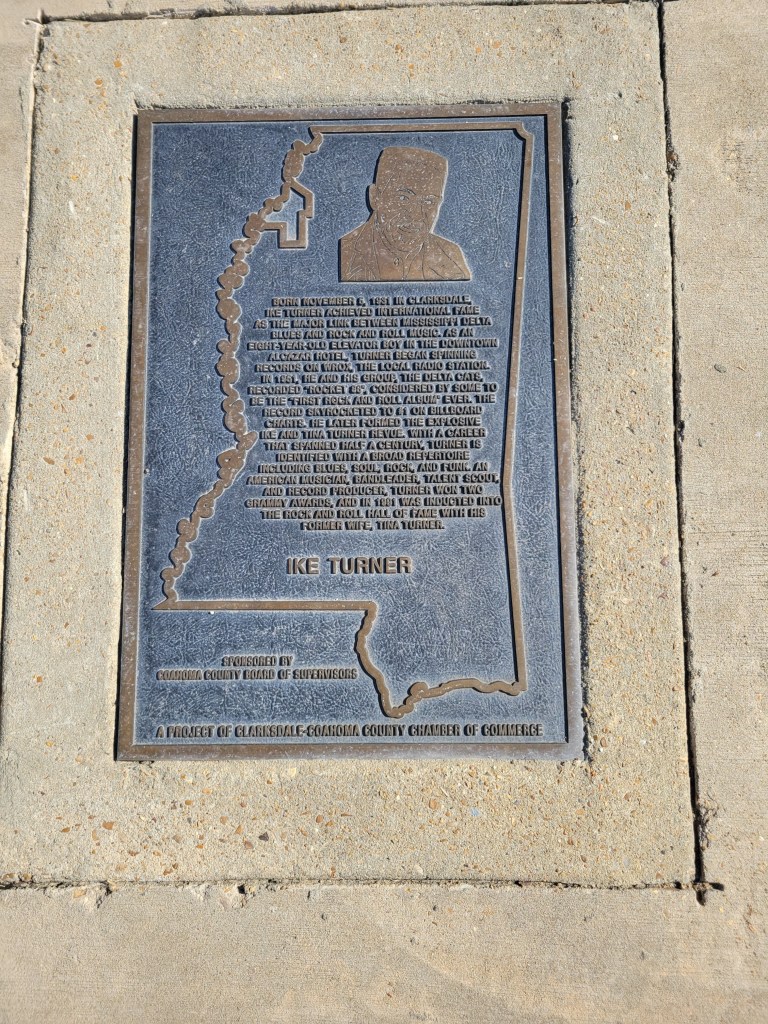 BORN NOVEMBER 5, 1931 IN CLARKSDALE,
IKE TURNER ACHIEVED INTERNATIONAL FAME
AS THE MAJOR LINK BETWEEN MISSISSIPPI DELTA
BLUES AND ROCK AND ROLL MUSIC. AS AN
EIGHT-YEAR-OLD ELEVATOR BOY IN THE DOWNTOWN
ALCAZAR HOTEL, TURNER BEGAN SPINNING
RECORDS ON WROX, THE LOCAL RADIO STATION.
IN 1951, HE AND HIS GROUP, THE DELTA CATS,
RECORDED "ROCKET 88", CONSIDERED BY SOME TO
BE THE "FIRST ROCK AND ROLL ALBUM" EVER. THE
RECORD SKYROCKETED TO #1 ON BILLBOARD
CHARTS. HE LATER FORMED THE EXPLOSIVE
IKE AND TINA TURNER REVUE. WITH A CAREER
THAT SPANNED HALF A CENTURY, TURNER IS
IDENTIFIED WITH A BROAD REPERTOIRE
INCLUDING BLUES, SOUL, ROCK, AND FUNK. AN
AMERICAN MUSICIAN, BANDLEADER, TALENT SCOUT,
AND RECORD PRODUCER, TURNER WON TWO
GRAMMY AWARDS, AND IN 1991 WAS INDUCTED INTO
THE ROCK AND ROLL HALL OF FAME WITH HIS
FORMER WIFE, TINA TURNER.
IKE TURNER
SPONSORED BY
COAHOMA COUNTY BOARD OF SUPERVISORS
A PROJECT OF CLARKSDALE-COAHOMA COUNTY CHAMBER OF COMMERCE